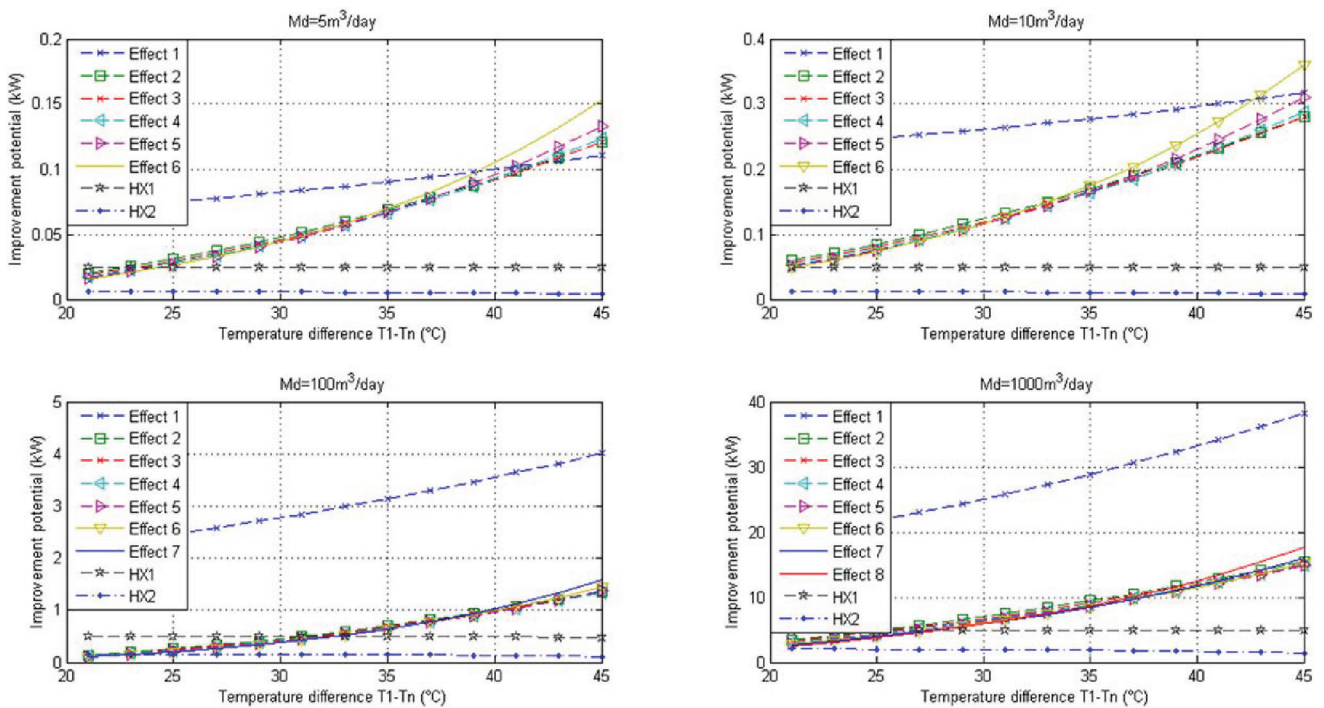 Md=5m³/day
Improvement potential (kW)
0.2
0.15
0.1
0.05
0
Effect 1
Effect 2
Effect 3
Effect 4
Effect 5
Effect 6
HX1
HX2
20 25 30 35 40 45
Temperature difference T1-Tn (°C)
Md=10m³/day
Improvement potential (kW)
0.4
0.3
0.2
0.1
0
Effect 1
Effect 2
Effect 3
Effect 4
Effect 5
Effect 6
HX1
HX2
20 25 30 35 40 45
Temperature difference T1-Tn (°C)
Md=100m³/day
Improvement potential (kW)
5
4
3
2
1
0
Effect 1
Effect 2
Effect 3
Effect 4
Effect 5
Effect 6
Effect 7
HX1
HX2
20 25 30 35 40 45
Temperature difference T1-Tn (°C)
Md=1000m³/day
Improvement potential (kW)
40
30
20
10
0
Effect 1
Effect 2
Effect 3
Effect 4
Effect 5
Effect 6
Effect 7
Effect 8
HX1
HX2
20 25 30 35 40 45
Temperature difference T1-Tn (°C)